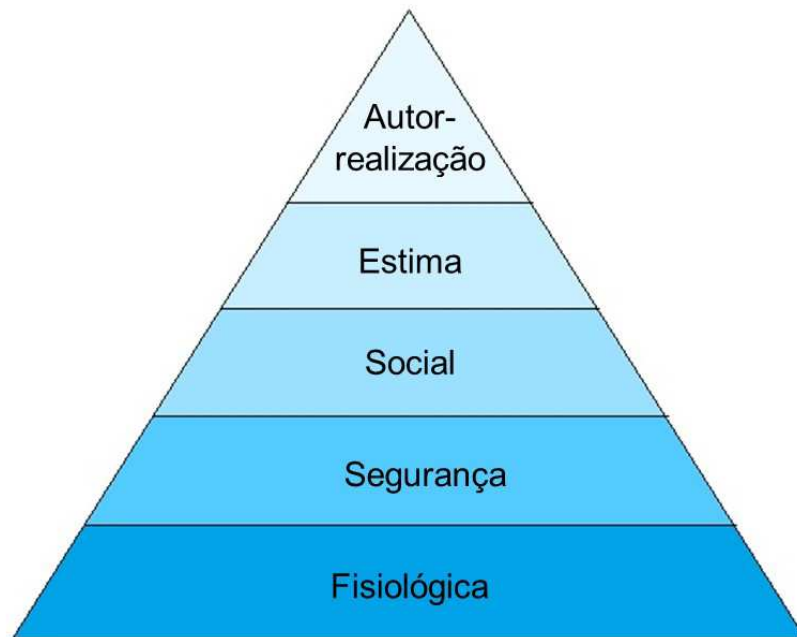 Autor-
realização
Estima
Social
Segurança
Fisiológica